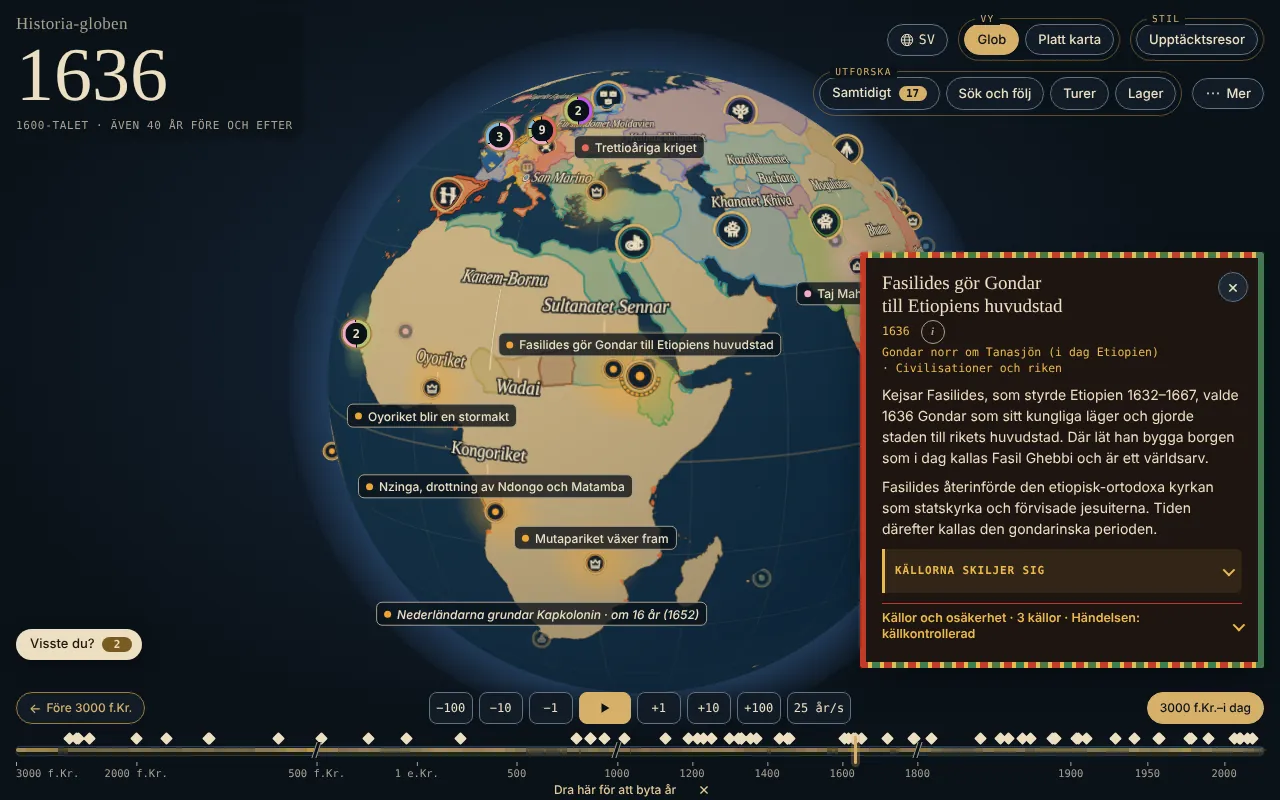 Historia-globen
1636
1600-TALET · ÄVEN 40 ÅR FÖRE OCH EFTER
SV
VY
Glob
Platt karta
STIL
Upptäcktsresor
UTFORSKA
Samtidigt 17
Sök och följ
Turer
Lager
··· Mer
3
9
2
Furstendömet Moldavien
Trettioåriga kriget
San Marino
Kazakhkhanatet
Buchara
Khanatet Khiva
Mogulistan
Bhutan
Kanem-Bornu
Sultanatet Sennar
Taj Mah
2
Fasilides gör Gondar till Etiopiens huvudstad
Oyoriket
Wadai
Oyoriket blir en stormakt
Kongoriket
Nzinga, drottning av Ndongo och Matamba
Mutapariket växer fram
Nederländarna grundar Kapkolonin · om 16 år (1652)
Fasilides gör Gondar
till Etiopiens huvudstad
1636 i
Gondar norr om Tanasjön (i dag Etiopien)
· Civilisationer och riken
Kejsar Fasilides, som styrde Etiopien 1632–1667, valde
1636 Gondar som sitt kungliga läger och gjorde
staden till rikets huvudstad. Där lät han bygga borgen
som i dag kallas Fasil Ghebbi och är ett världsarv.
Fasilides återinförde den etiopisk-ortodoxa kyrkan
som statskyrka och förvisade jesuiterna. Tiden
därefter kallas den gondarinska perioden.
KÄLLORNA SKILJER SIG
Källor och osäkerhet · 3 källor · Händelsen:
källkontrollerad
Visste du? 2
← Före 3000 f.Kr.
−100
−10
−1
+1
+10
+100
25 år/s
3000 f.Kr.–i dag
3000 f.Kr.
2000 f.Kr.
500 f.Kr.
1 e.Kr.
500
1000
1200
1400
1600
1800
1900
1950
2000
Dra här för att byta år ×